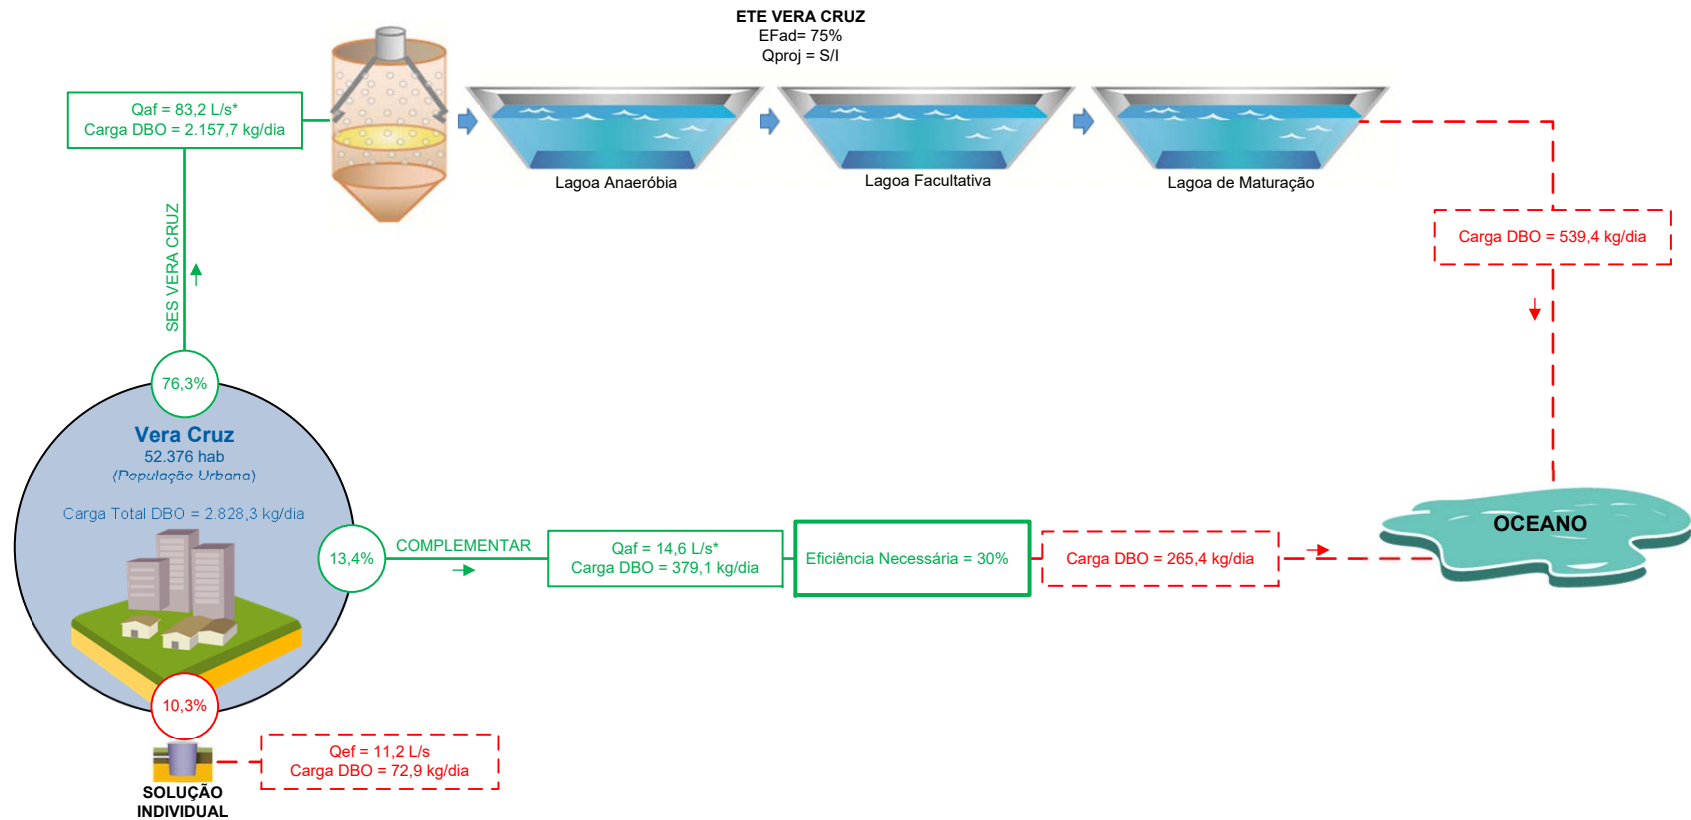 ETE VERA CRUZ
EFad= 75%
Qproj = S/I
Qaf = 83,2 L/s*
Carga DBO = 2.157,7 kg/dia
Lagoa Anaeróbia
Lagoa Facultativa
Lagoa de Maturação
Carga DBO = 539,4 kg/dia
SES VERA CRUZ
76,3%
Vera Cruz
52.376 hab
(População Urbana)
Carga Total DBO = 2.828,3 kg/dia
13,4%
COMPLEMENTAR
Qaf = 14,6 L/s*
Carga DBO = 379,1 kg/dia
Eficiência Necessária = 30%
Carga DBO = 265,4 kg/dia
OCEANO
10,3%
Qef = 11,2 L/s
Carga DBO = 72,9 kg/dia
SOLUÇÃO
INDIVIDUAL